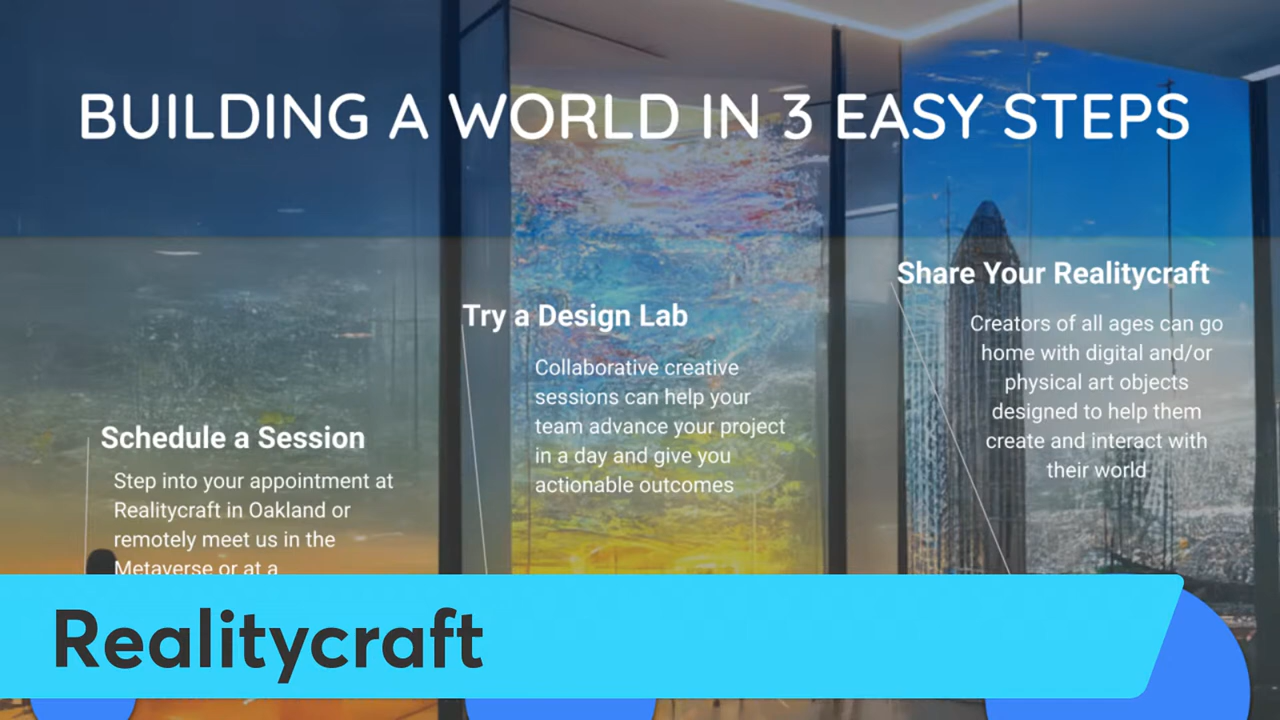 BUILDING A WORLD IN 3 EASY STEPS
Schedule a Session
Step into your appointment at
Realitycraft in Oakland or
remotely meet us in the
Metaverse or at a
Try a Design Lab
Collaborative creative
sessions can help your
team advance your project
in a day and give you
actionable outcomes
Share Your Realitycraft
Creators of all ages can go
home with digital and/or
physical art objects
designed to help them
create and interact with
their world
Realitycraft